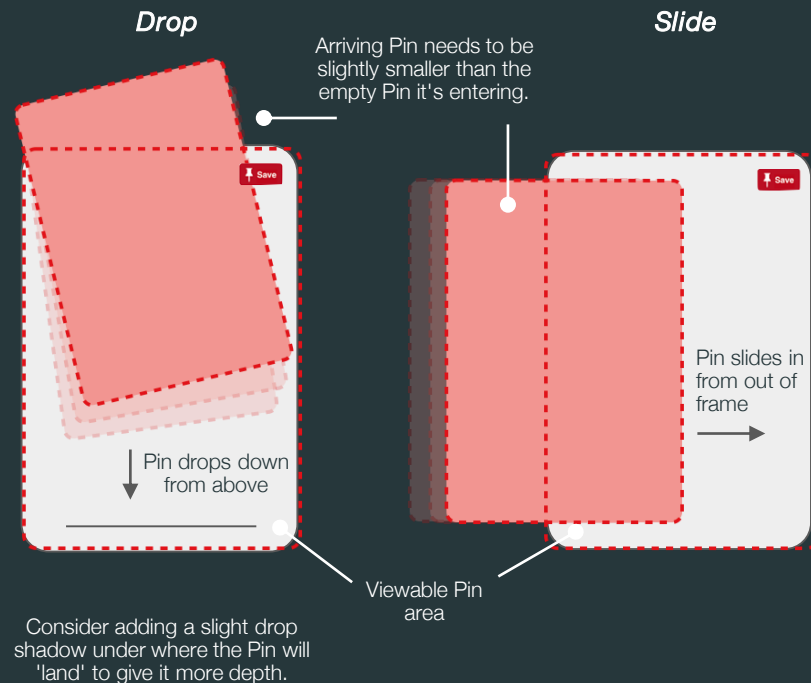 Drop
Slide
Arriving Pin needs to be
slightly smaller than the
empty Pin it's entering.
Save
Save
Pin slides in
from out of
frame
Pin drops down
from above
Viewable Pin
area
Consider adding a slight drop
shadow under where the Pin will
'land' to give it more depth.